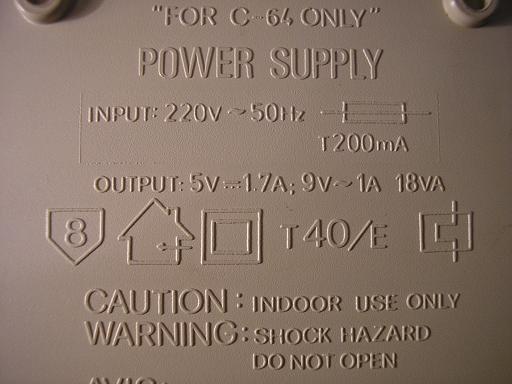 "FOR C-64 ONLY"
POWER SUPPLY
INPUT: 220V ~ 50Hz
T200mA
OUTPUT: 5V ⎓ 1.7A; 9V ~ 1A 18VA
8 T40/E
CAUTION: INDOOR USE ONLY
WARNING: SHOCK HAZARD
DO NOT OPEN